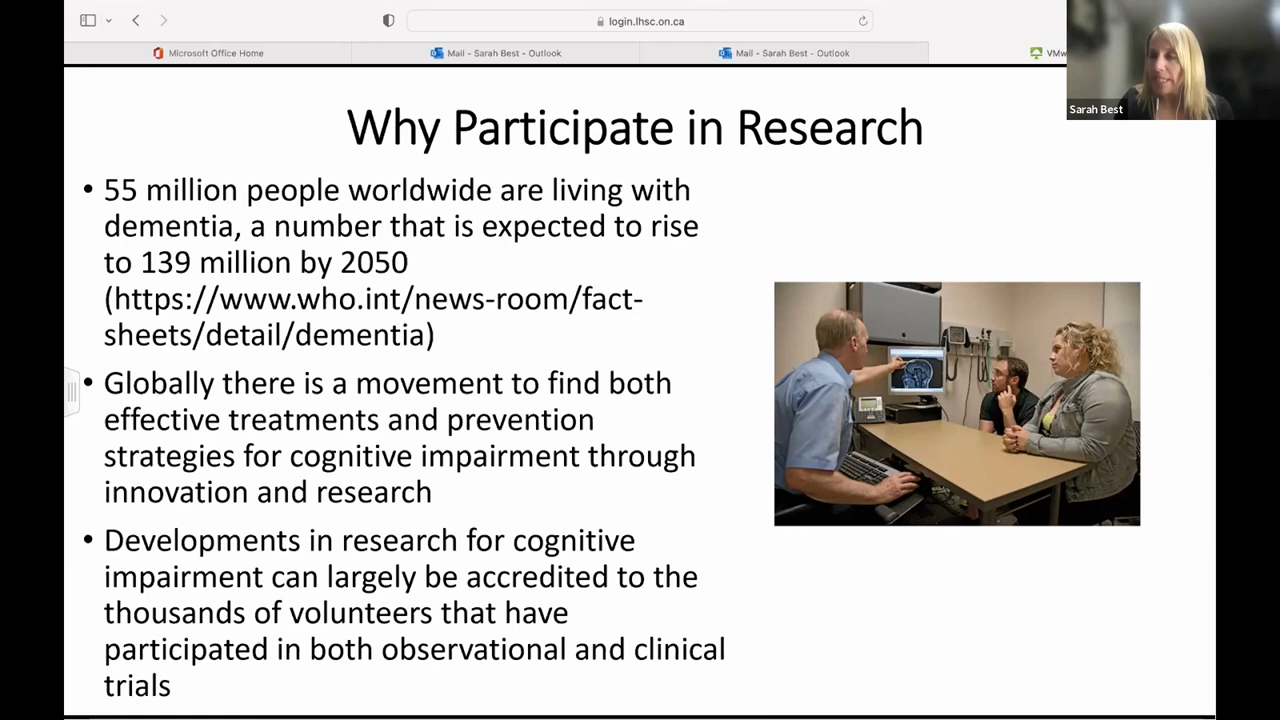 login.lhsc.on.ca
Microsoft Office Home
Mail - Sarah Best - Outlook
Mail - Sarah Best - Outlook
VMw
Sarah Best
Why Participate in Research
• 55 million people worldwide are living with
dementia, a number that is expected to rise
to 139 million by 2050
(https://www.who.int/news-room/fact-
sheets/detail/dementia)
• Globally there is a movement to find both
effective treatments and prevention
strategies for cognitive impairment through
innovation and research
• Developments in research for cognitive
impairment can largely be accredited to the
thousands of volunteers that have
participated in both observational and clinical
trials